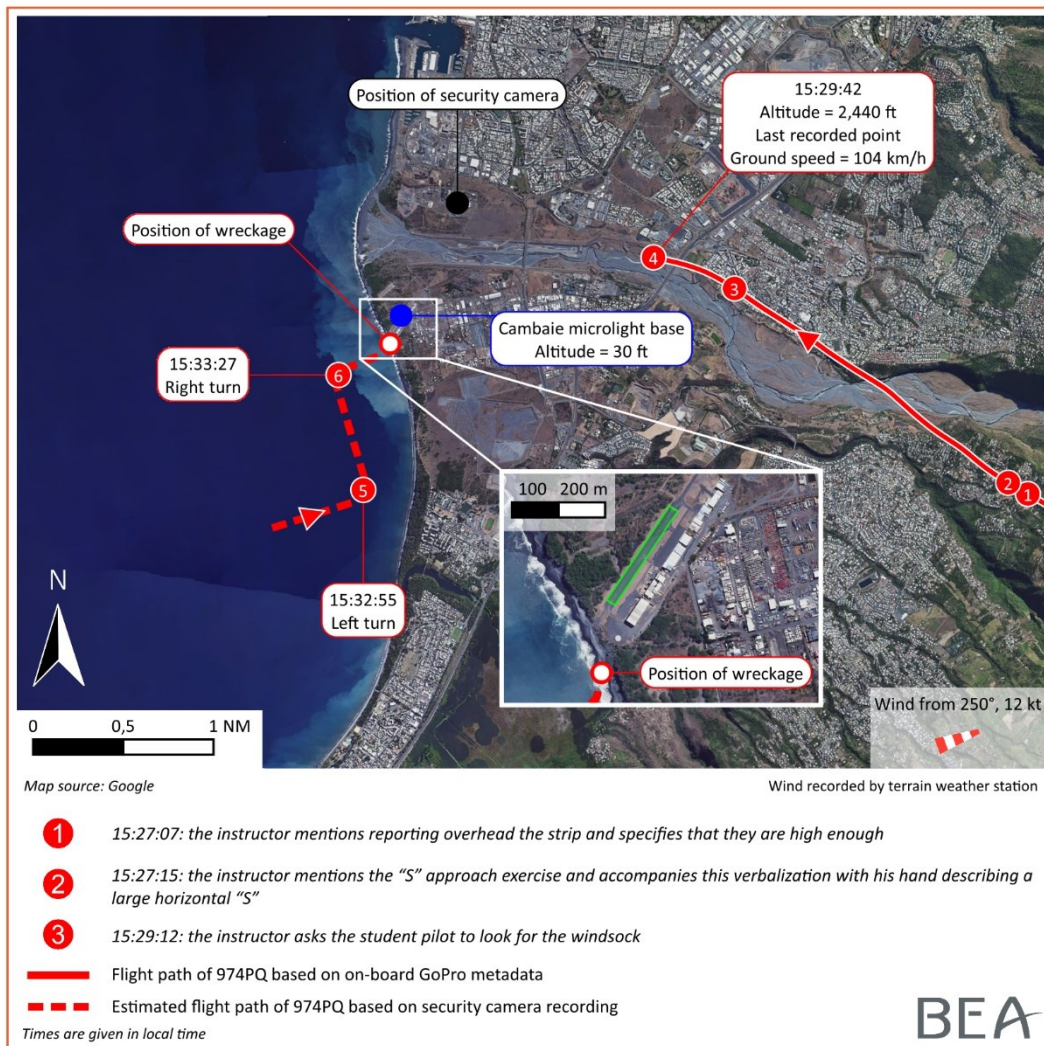 Position of security camera
15:29:42
Altitude = 2,440 ft
Last recorded point
Ground speed = 104 km/h
Position of wreckage
4
3
Cambaie microlight base
Altitude = 30 ft
15:33:27
Right turn
6
5
2
1
100 200 m
N
15:32:55
Left turn
Position of wreckage
Wind from 250°, 12 kt
0 0,5 1 NM
Map source: Google
Wind recorded by terrain weather station
1
15:27:07: the instructor mentions reporting overhead the strip and specifies that they are high enough
2
15:27:15: the instructor mentions the “S” approach exercise and accompanies this verbalization with his hand describing a
large horizontal “S”
3
15:29:12: the instructor asks the student pilot to look for the windsock
Flight path of 974PQ based on on-board GoPro metadata
Estimated flight path of 974PQ based on security camera recording
Times are given in local time
BEA